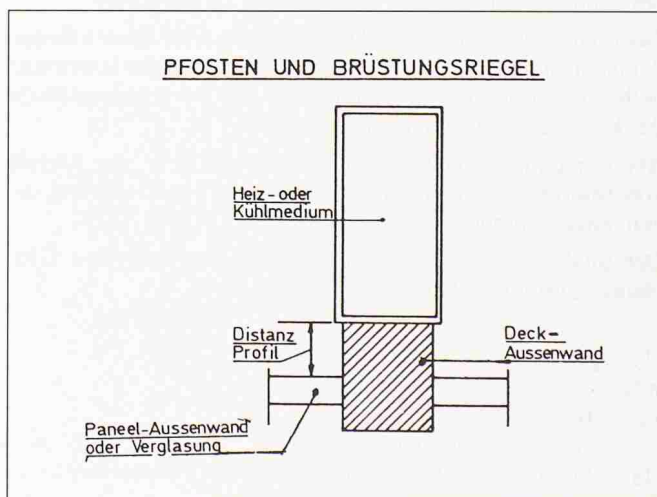 PFOSTEN UND BRÜSTUNGSRIEGEL
Heiz-oder
Kühlmedium
Distanz
Profil
Deck-
Aussenwand
Paneel-Aussenwand
oder Verglasung